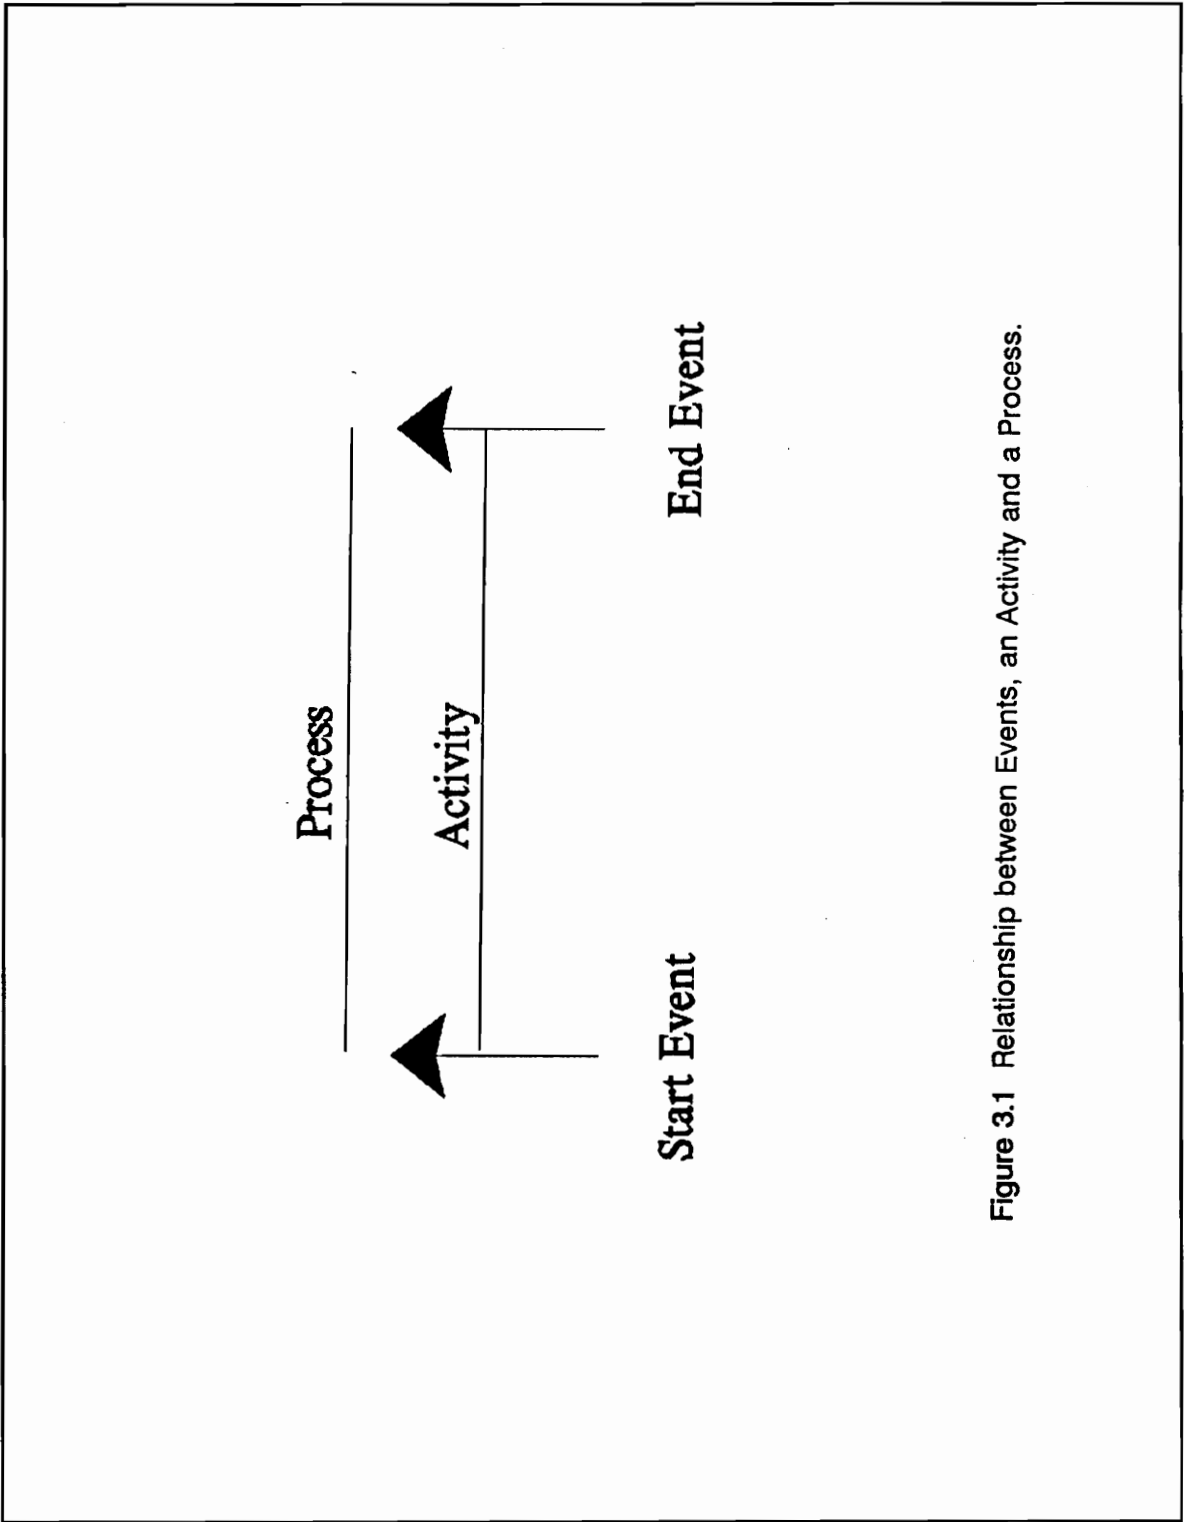 Process
Activity
Start Event
End Event
Figure 3.1 Relationship between Events, an Activity and a Process.